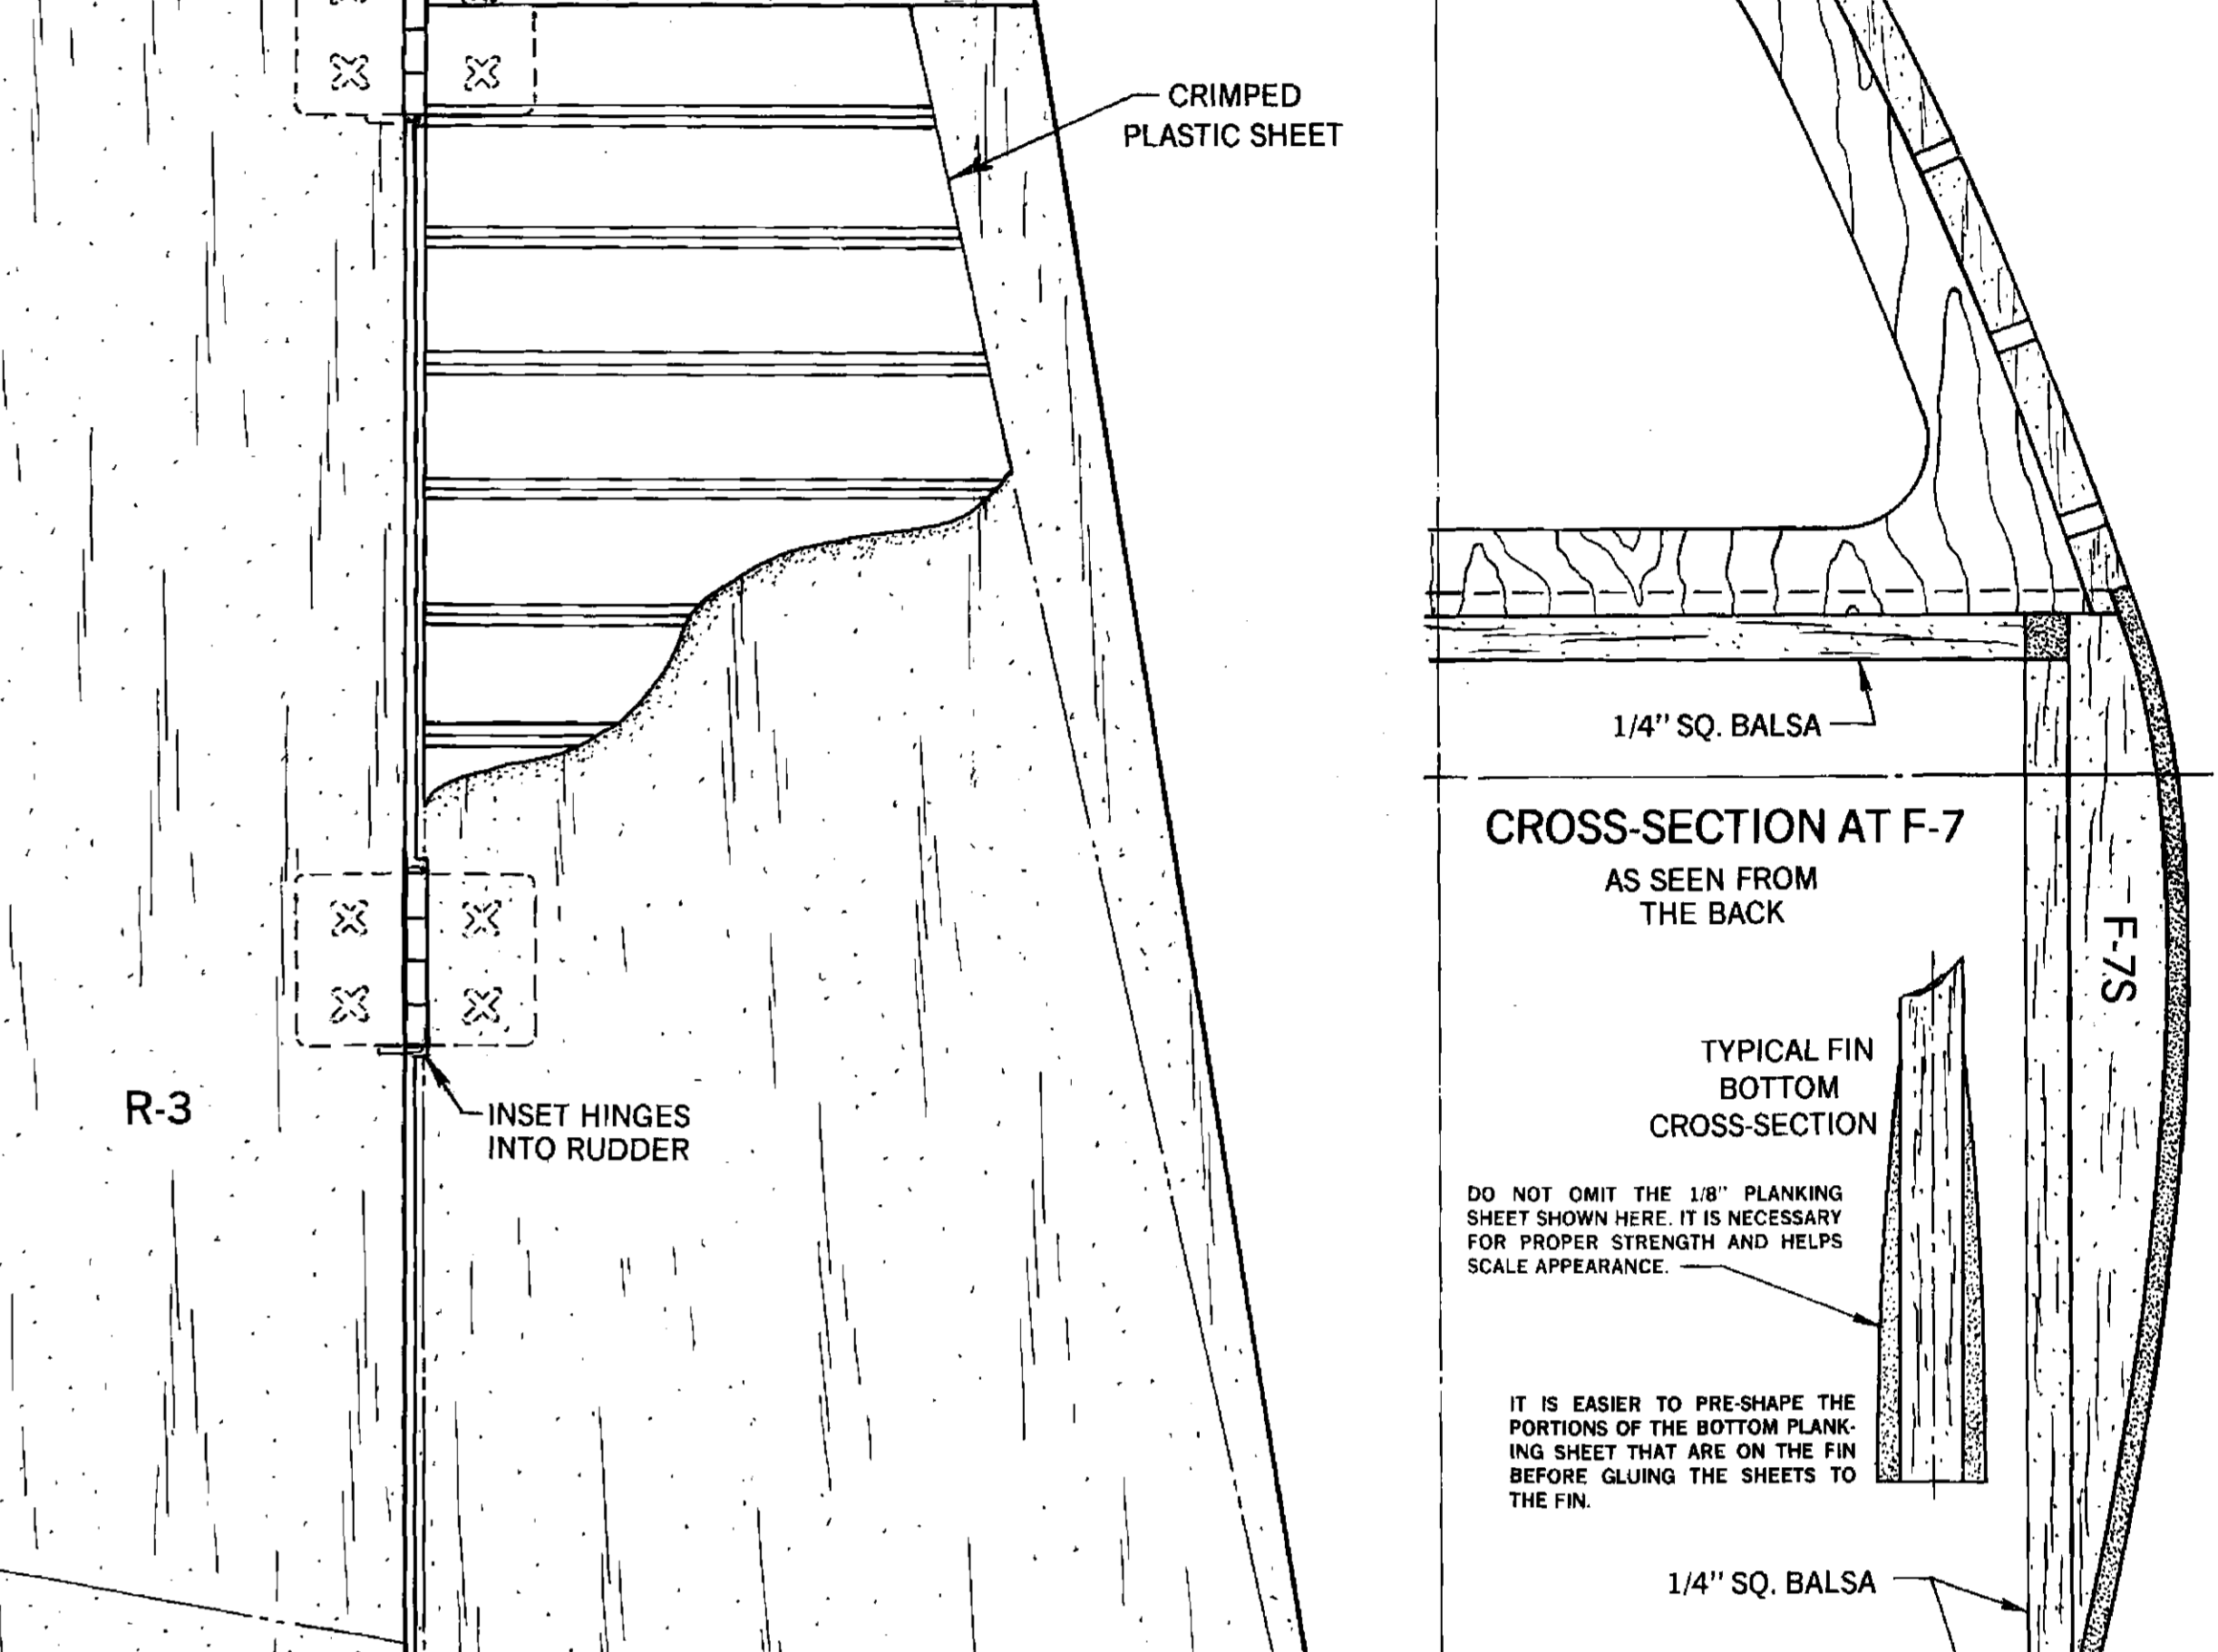 CRIMPED
PLASTIC SHEET
R-3
INSET HINGES
INTO RUDDER
1/4" SQ. BALSA
CROSS-SECTION AT F-7
AS SEEN FROM
THE BACK
F-7S
TYPICAL FIN
BOTTOM
CROSS-SECTION
DO NOT OMIT THE 1/8" PLANKING
SHEET SHOWN HERE. IT IS NECESSARY
FOR PROPER STRENGTH AND HELPS
SCALE APPEARANCE.
IT IS EASIER TO PRE-SHAPE THE
PORTIONS OF THE BOTTOM PLANK-
ING SHEET THAT ARE ON THE FIN
BEFORE GLUING THE SHEETS TO
THE FIN.
1/4" SQ. BALSA